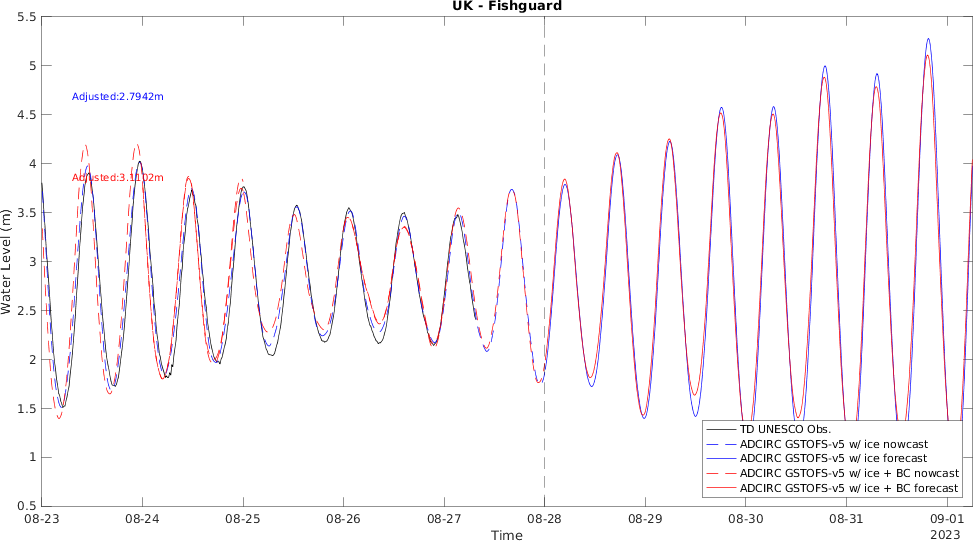 UK - Fishguard
5.5
5
4.5
4
3.5
3
2.5
2
1.5
1
0.5
Water Level (m)
Adjusted:2.7942m
Adjusted:3.1102m
TD UNESCO Obs.
ADCIRC GSTOFS-v5 w/ ice nowcast
ADCIRC GSTOFS-v5 w/ ice forecast
ADCIRC GSTOFS-v5 w/ ice + BC nowcast
ADCIRC GSTOFS-v5 w/ ice + BC forecast
08-23 08-24 08-25 08-26 08-27 08-28 08-29 08-30 08-31 09-01
Time
2023